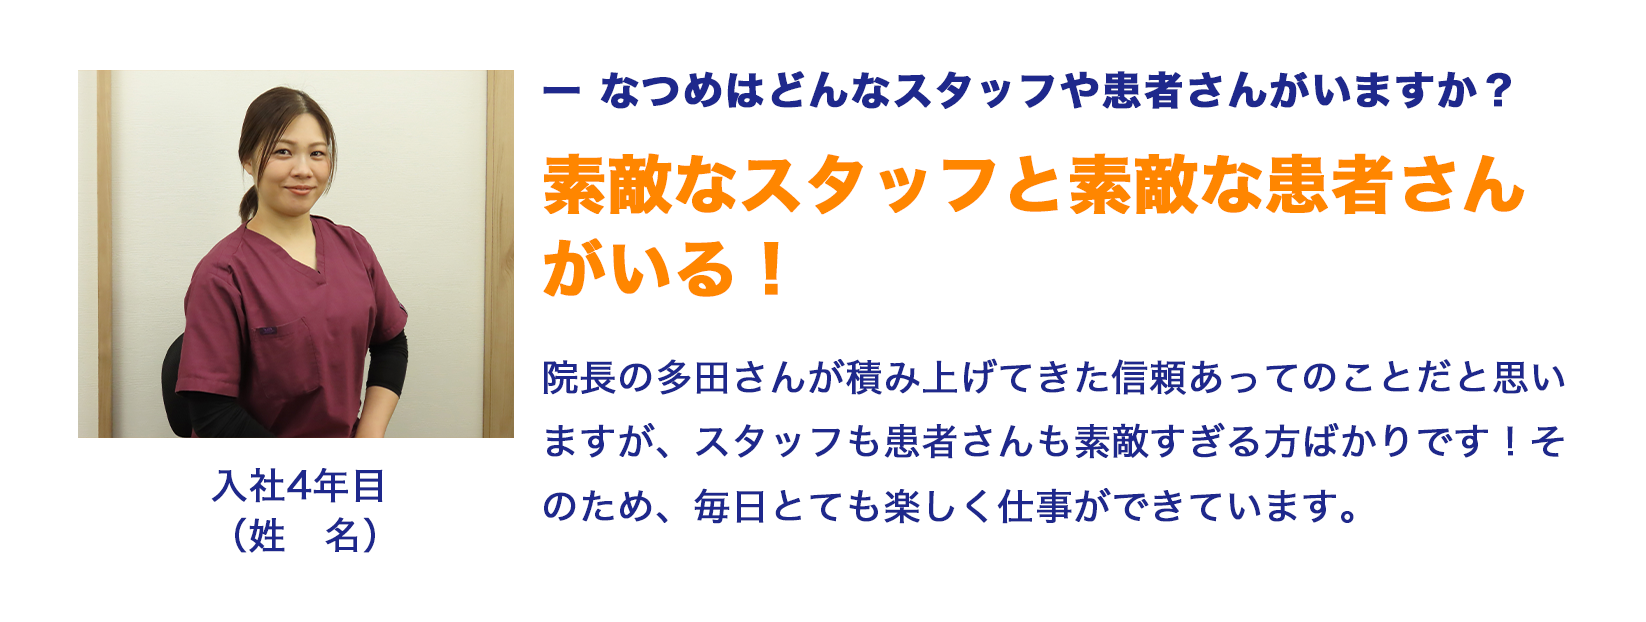 ー なつめはどんなスタッフや患者さんがいますか？
素敵なスタッフと素敵な患者さん
がいる！
院長の多田さんが積み上げてきた信頼あってのことだと思い
ますが、スタッフも患者さんも素敵すぎる方ばかりです！そ
のため、毎日とても楽しく仕事ができています。
入社4年目
（姓　名）